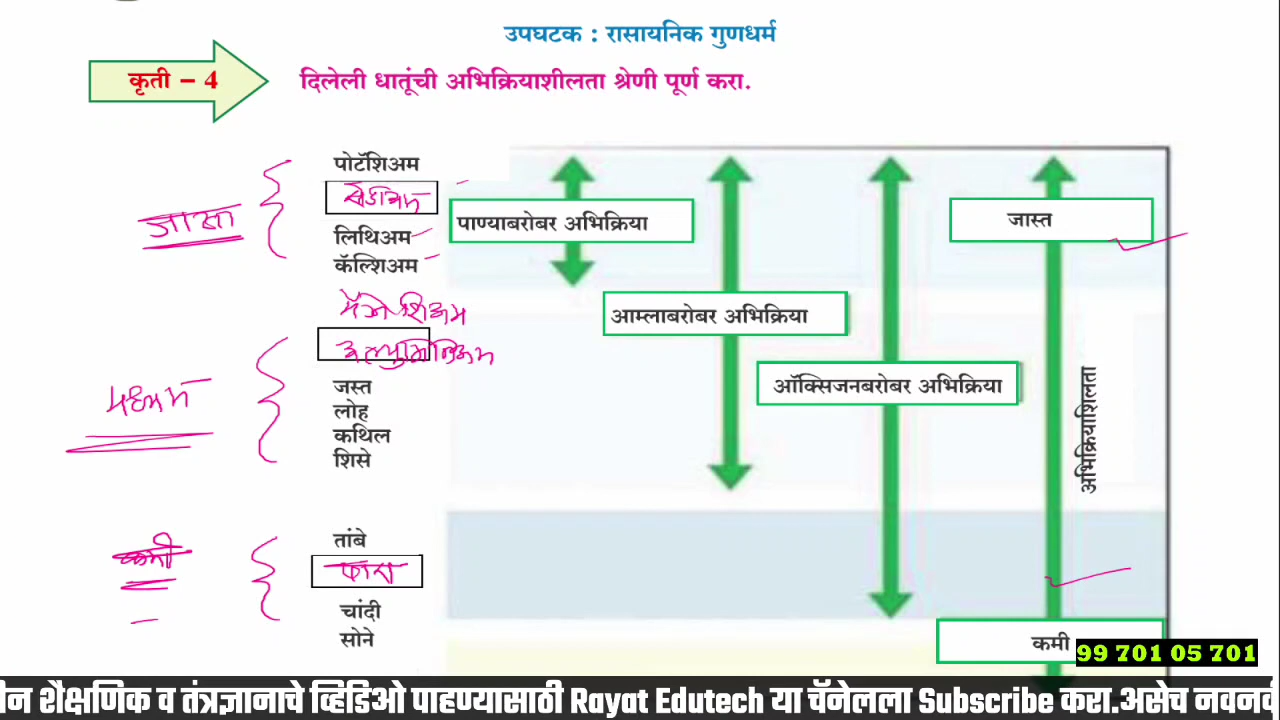 उपघटक : रासायनिक गुणधर्म
कृती – 4
दिलेली धातूंची अभिक्रियाशीलता श्रेणी पूर्ण करा.
पोटॅशिअम
सोडीअम
लिथिअम
कॅल्शिअम
मॅग्नेशिअम
अल्युमिनिअम
जस्त
लोह
कथिल
शिसे
तांबे
पारा
चांदी
सोने
मध्यम
कमी
पाण्याबरोबर अभिक्रिया
आम्लाबरोबर अभिक्रिया
ऑक्सिजनबरोबर अभिक्रिया
जास्त
अभिक्रियाशिलता
कमी
99 701 05 701
ीन शैक्षणिक व तंत्रज्ञानाचे व्हिडिओ पाहण्यासाठी Rayat Edutech या चॅनेलला Subscribe करा.असेच नवनव